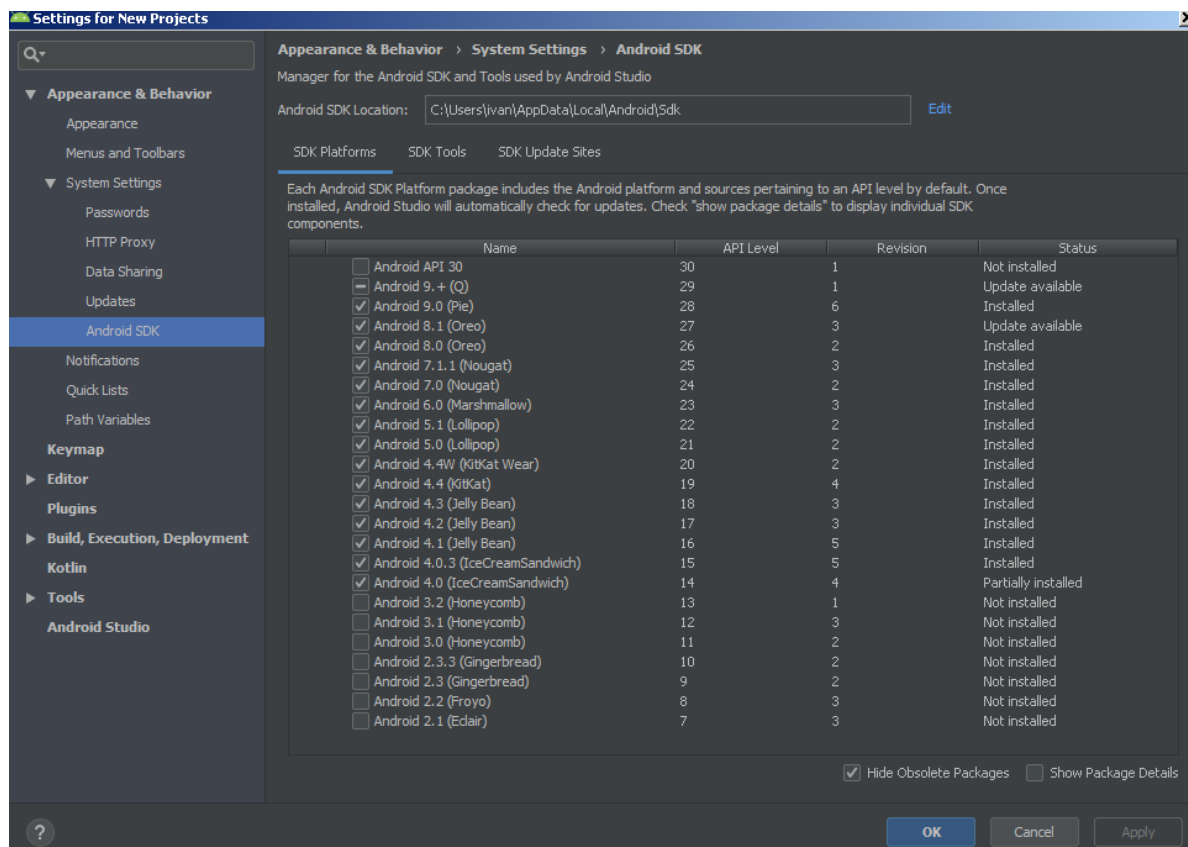 Settings for New Projects
Appearance & Behavior
Appearance
Menus and Toolbars
System Settings
Passwords
HTTP Proxy
Data Sharing
Updates
Android SDK
Notifications
Quick Lists
Path Variables
Keymap
Editor
Plugins
Build, Execution, Deployment
Kotlin
Tools
Android Studio
Appearance & Behavior › System Settings › Android SDK
Manager for the Android SDK and Tools used by Android Studio
Android SDK Location: C:\Users\ivan\AppData\Local\Android\Sdk Edit
SDK Platforms SDK Tools SDK Update Sites
Each Android SDK Platform package includes the Android platform and sources pertaining to an API level by default. Once
installed, Android Studio will automatically check for updates. Check "show package details" to display individual SDK
components.
Name API Level Revision Status
Android API 30 30 1 Not installed
Android 9.+ (Q) 29 1 Update available
Android 9.0 (Pie) 28 6 Installed
Android 8.1 (Oreo) 27 3 Update available
Android 8.0 (Oreo) 26 2 Installed
Android 7.1.1 (Nougat) 25 3 Installed
Android 7.0 (Nougat) 24 2 Installed
Android 6.0 (Marshmallow) 23 3 Installed
Android 5.1 (Lollipop) 22 2 Installed
Android 5.0 (Lollipop) 21 2 Installed
Android 4.4W (KitKat Wear) 20 2 Installed
Android 4.4 (KitKat) 19 4 Installed
Android 4.3 (Jelly Bean) 18 3 Installed
Android 4.2 (Jelly Bean) 17 3 Installed
Android 4.1 (Jelly Bean) 16 5 Installed
Android 4.0.3 (IceCreamSandwich) 15 5 Installed
Android 4.0 (IceCreamSandwich) 14 4 Partially installed
Android 3.2 (Honeycomb) 13 1 Not installed
Android 3.1 (Honeycomb) 12 3 Not installed
Android 3.0 (Honeycomb) 11 2 Not installed
Android 2.3.3 (Gingerbread) 10 2 Not installed
Android 2.3 (Gingerbread) 9 2 Not installed
Android 2.2 (Froyo) 8 3 Not installed
Android 2.1 (Eclair) 7 3 Not installed
Hide Obsolete Packages Show Package Details
? OK Cancel Apply